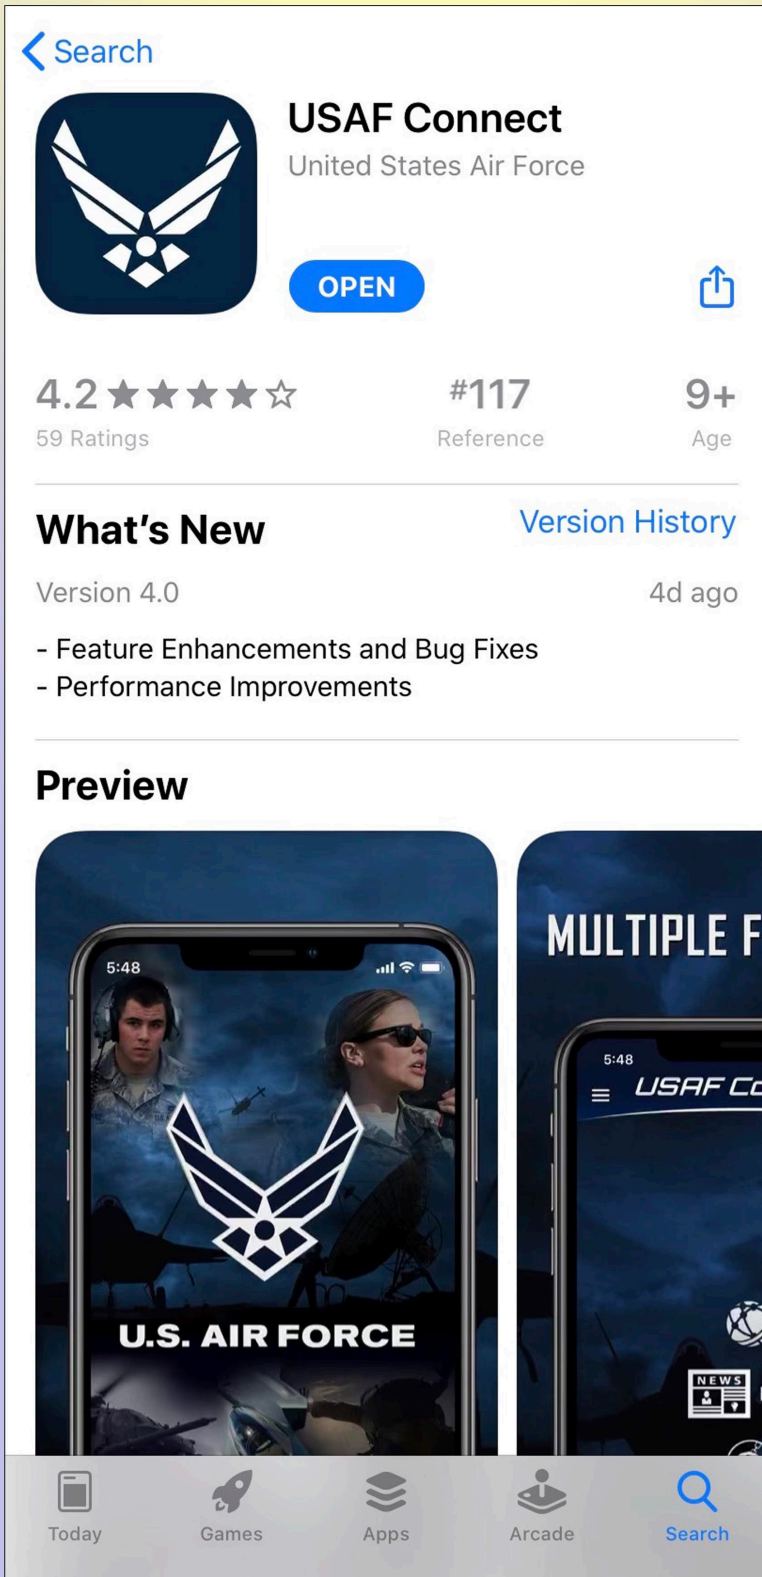 Search
USAF Connect
United States Air Force
OPEN
4.2 #117 9+
59 Ratings Reference Age
What's New Version History
Version 4.0 4d ago
- Feature Enhancements and Bug Fixes
- Performance Improvements
Preview
MULTIPLE F
5:48
5:48
USAF Co
U.S. AIR FORCE
NEWS
Today Games Apps Arcade Search